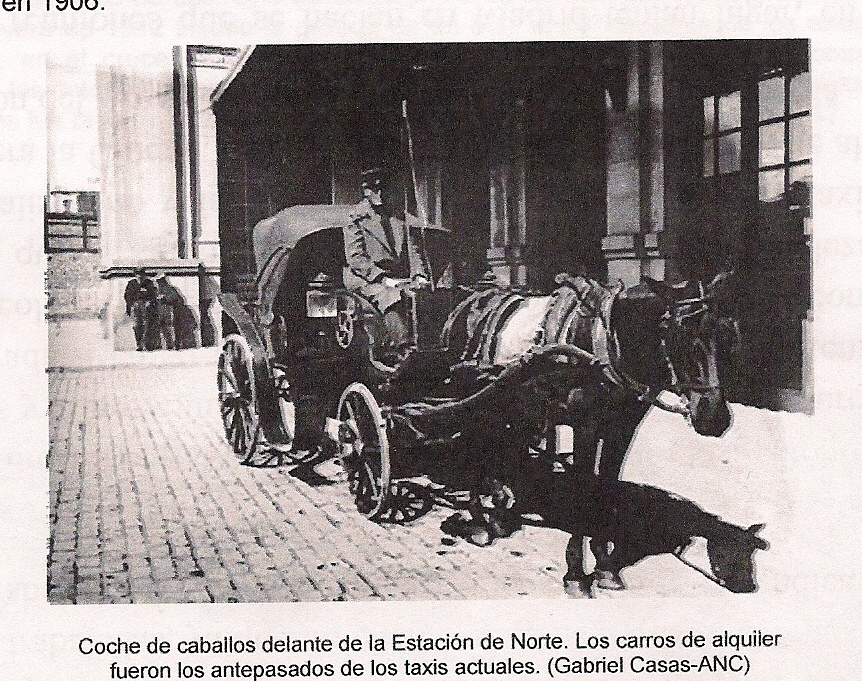 en 1906.
Coche de caballos delante de la Estación de Norte. Los carros de alquiler
fueron los antepasados de los taxis actuales. (Gabriel Casas-ANC)